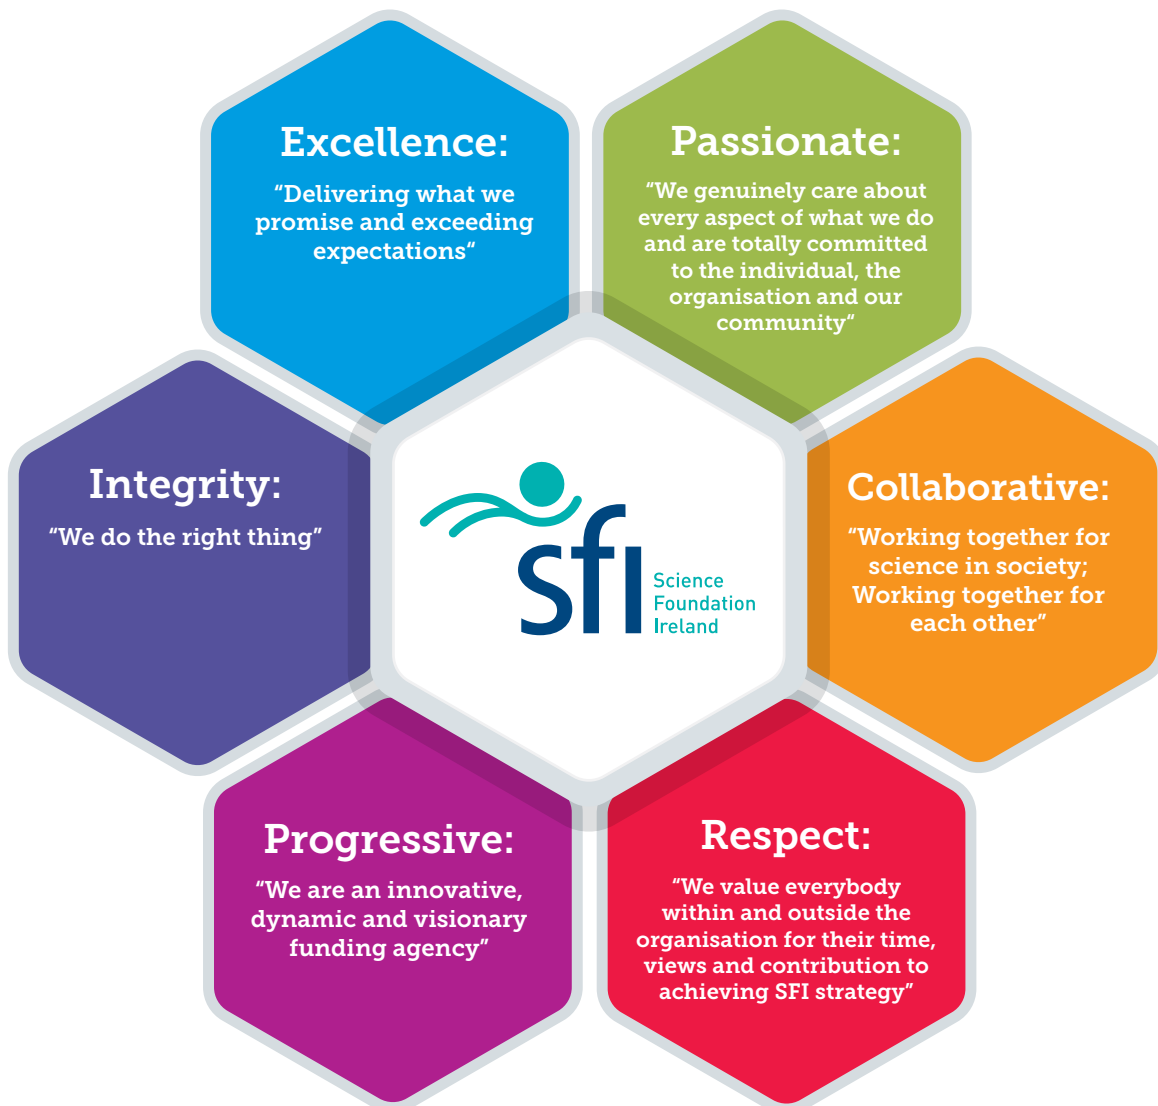 Excellence:
“Delivering what we
promise and exceeding
expectations“
Passionate:
“We genuinely care about
every aspect of what we do
and are totally committed
to the individual, the
organisation and our
community“
Integrity:
“We do the right thing”
sfi
Science
Foundation
Ireland
Collaborative:
“Working together for
science in society;
Working together for
each other”
Progressive:
“We are an innovative,
dynamic and visionary
funding agency”
Respect:
“We value everybody
within and outside the
organisation for their time,
views and contribution to
achieving SFI strategy”